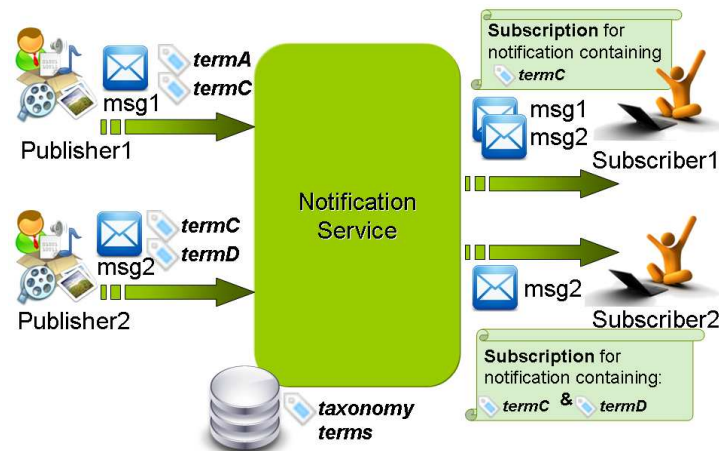 termA
termC
msg1
Publisher1
termC
termD
msg2
Publisher2
Notification
Service
taxonomy
terms
Subscription for
notification containing
termC
msg1
msg2
Subscriber1
msg2
Subscriber2
Subscription for
notification containing:
termC & termD